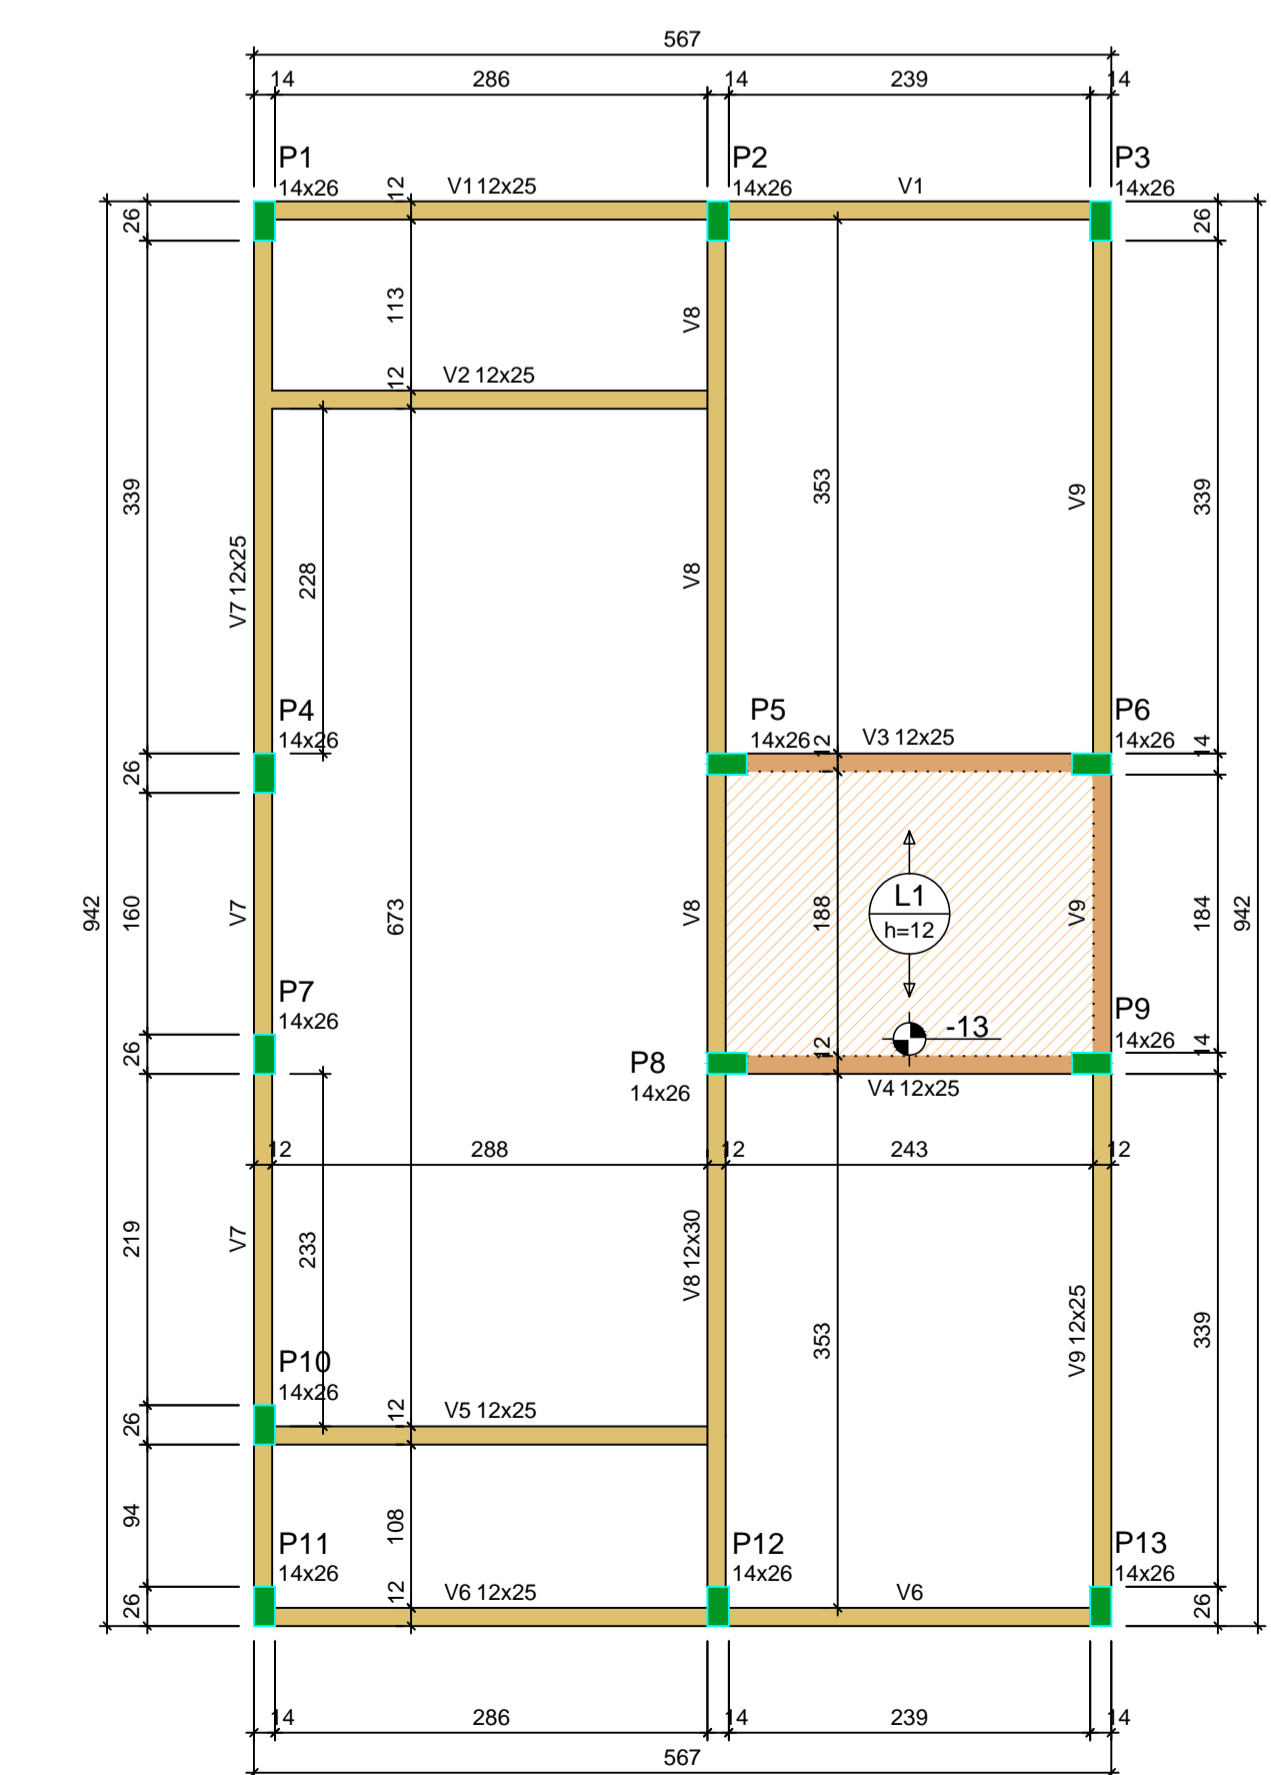 567
14 286 14 239 14
P1 P2 P3
14x26 12 V1 12x25 14x26 V1 14x26
26 26
113 V8
12 V2 12x25
339 353 V9 339
V7 12x25 228 V8
P4 P5 P6
14x26 14x26 12 V3 12x25 14x26 14
26
942 160 V7 673 V8 188 L1 V9 184 942
h=12
P7 P9
14x26 12 -13 14x26 14
26 P8
14x26 V4 12x25
12 288 12 243 12
219 V7 233 V8 12x30
353 V9 12x25 339
P10
14x26
26 12 V5 12x25
94 108
P11 P12 P13
14x26 14x26 14x26
26 12 V6 12x25 V6 26
14 286 14 239 14
567